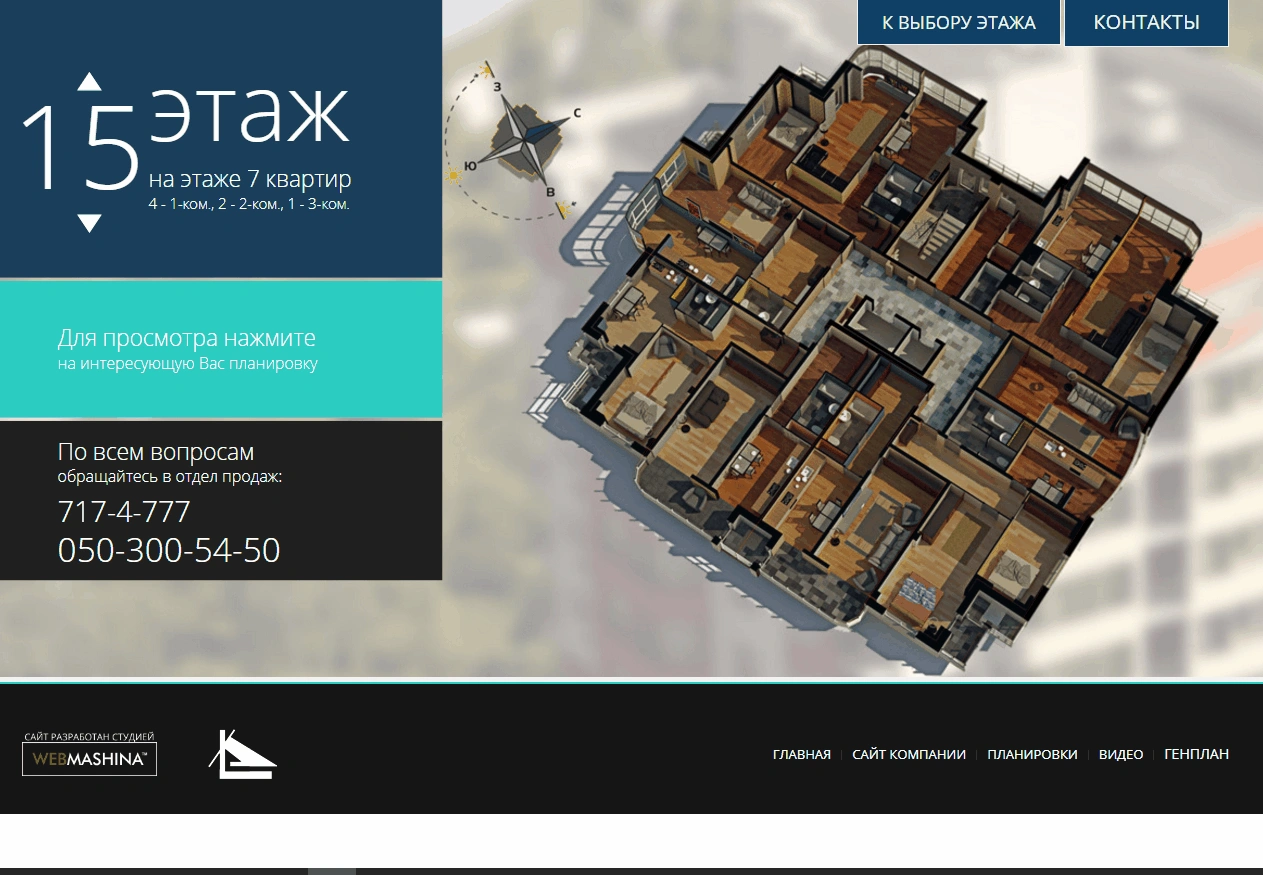 К ВЫБОРУ ЭТАЖА
КОНТАКТЫ
15 этаж
на этаже 7 квартир
4 - 1-ком., 2 - 2-ком., 1 - 3-ком.
З
С
Ю
В
Для просмотра нажмите
на интересующую Вас планировку
По всем вопросам
обращайтесь в отдел продаж:
717-4-777
050-300-54-50
САЙТ РАЗРАБОТАН СТУДИЕЙ
WEBMASHINA™
ГЛАВНАЯ
САЙТ КОМПАНИИ
ПЛАНИРОВКИ
ВИДЕО
ГЕНПЛАН